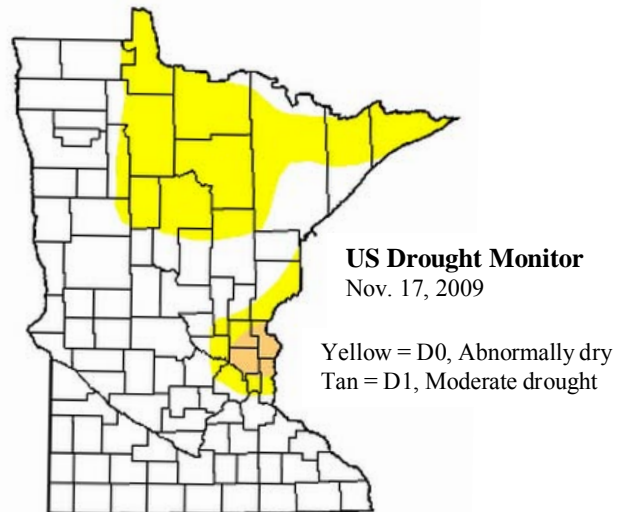 US Drought Monitor
Nov. 17, 2009
Yellow = D0, Abnormally dry
Tan = D1, Moderate drought